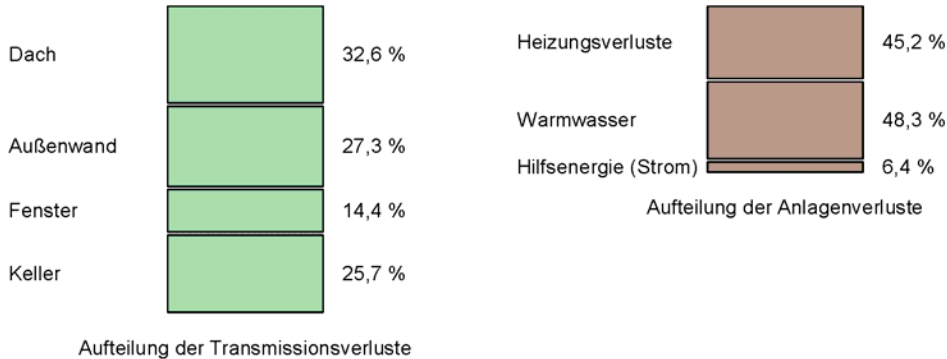 Dach 32,6 %
Außenwand 27,3 %
Fenster 14,4 %
Keller 25,7 %
Aufteilung der Transmissionsverluste
Heizungsverluste 45,2 %
Warmwasser 48,3 %
Hilfsenergie (Strom) 6,4 %
Aufteilung der Anlagenverluste